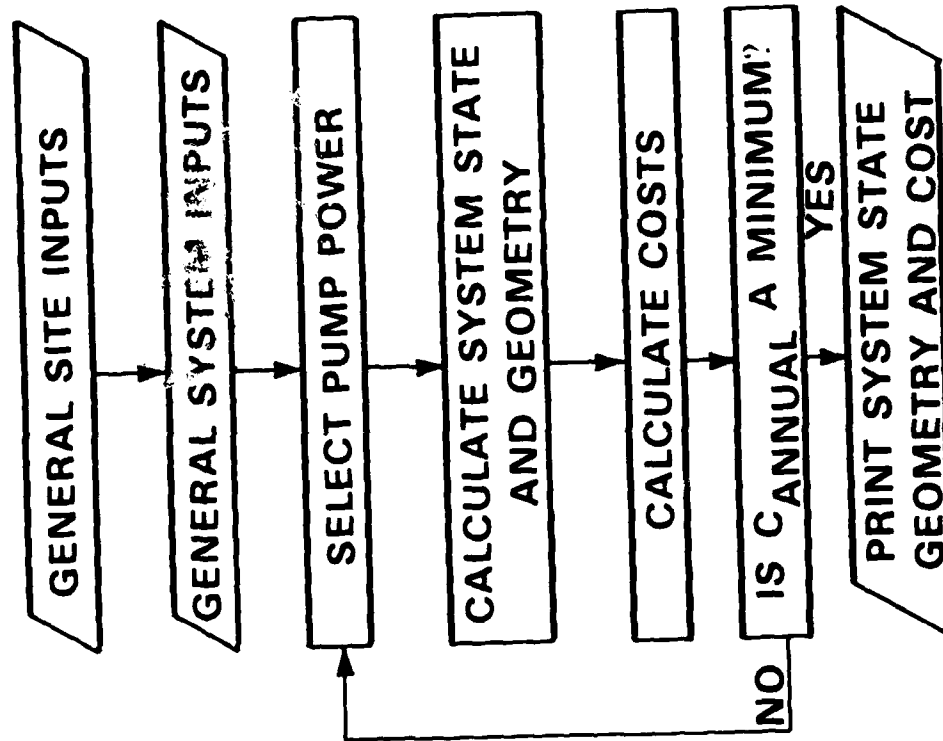 GENERAL SITE INPUTS
GENERAL SYSTEM INPUTS
SELECT PUMP POWER
CALCULATE SYSTEM STATE
AND GEOMETRY
CALCULATE COSTS
IS C ANNUAL A MINIMUM?
NO
YES
PRINT SYSTEM STATE
GEOMETRY AND COST